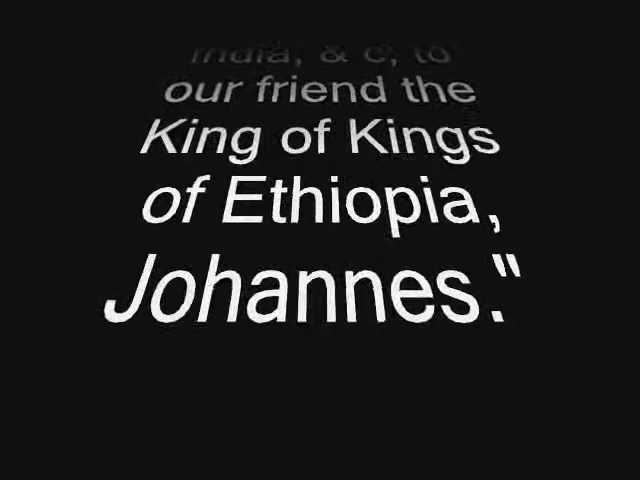 India, & c, to
our friend the
King of Kings
of Ethiopia,
Johannes."